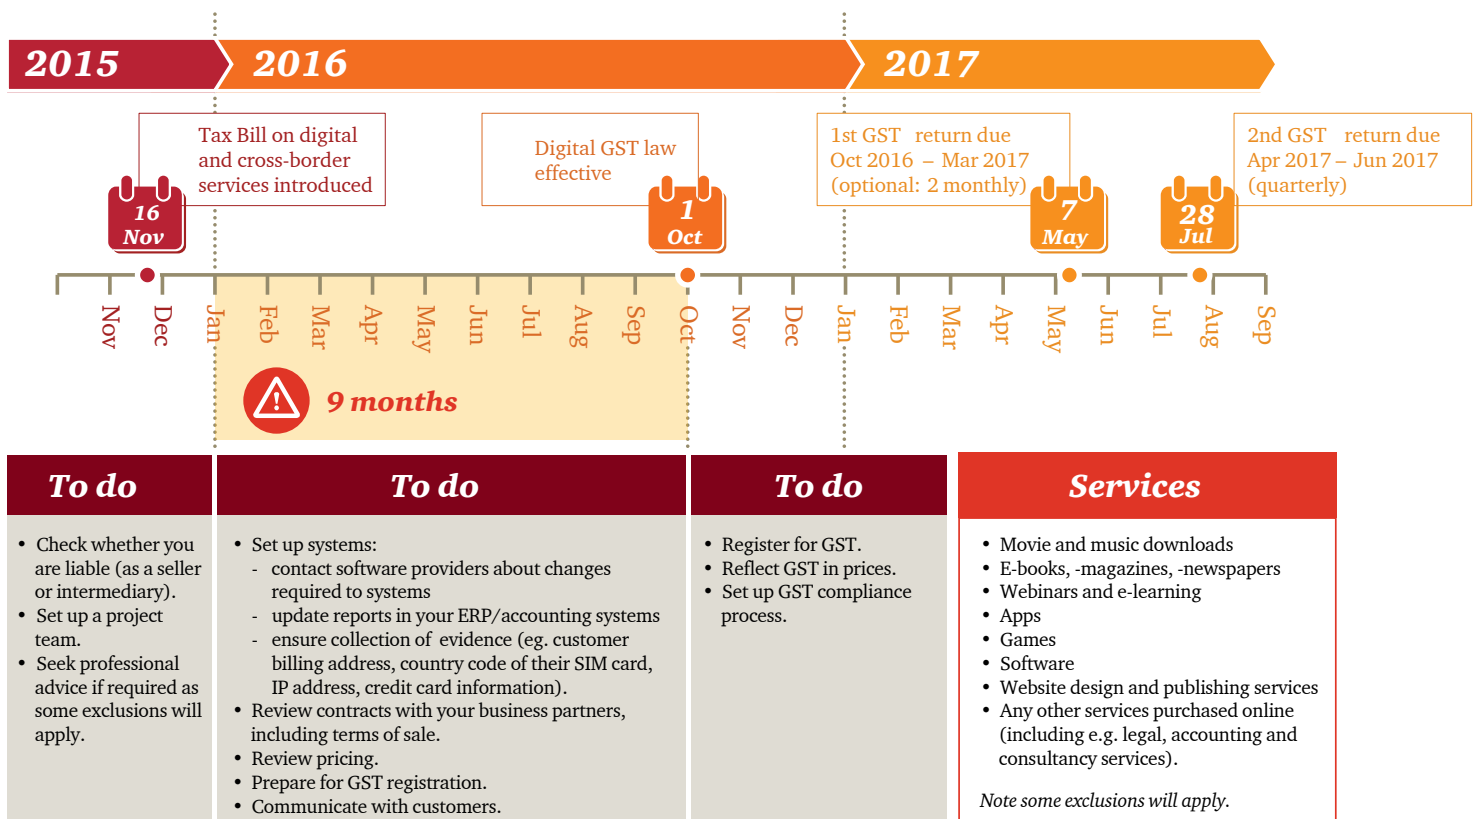 2015
2016
2017
Tax Bill on digital
and cross-border
services introduced
16
Nov
Digital GST law
effective
1
Oct
1st GST return due
Oct 2016 – Mar 2017
(optional: 2 monthly)
7
May
2nd GST return due
Apr 2017 – Jun 2017
(quarterly)
28
Jul
Nov
Dec
Jan
Feb
Mar
Apr
May
Jun
Jul
Aug
Sep
Oct
Nov
Dec
Jan
Feb
Mar
Apr
May
Jun
Jul
Aug
Sep
!
9 months
To do
• Check whether you
are liable (as a seller
or intermediary).
• Set up a project
team.
• Seek professional
advice if required as
some exclusions will
apply.
To do
• Set up systems:
- contact software providers about changes
required to systems
- update reports in your ERP/accounting systems
- ensure collection of evidence (eg. customer
billing address, country code of their SIM card,
IP address, credit card information).
• Review contracts with your business partners,
including terms of sale.
• Review pricing.
• Prepare for GST registration.
• Communicate with customers.
To do
• Register for GST.
• Reflect GST in prices.
• Set up GST compliance
process.
Services
• Movie and music downloads
• E-books, -magazines, -newspapers
• Webinars and e-learning
• Apps
• Games
• Software
• Website design and publishing services
• Any other services purchased online
(including e.g. legal, accounting and
consultancy services).
Note some exclusions will apply.